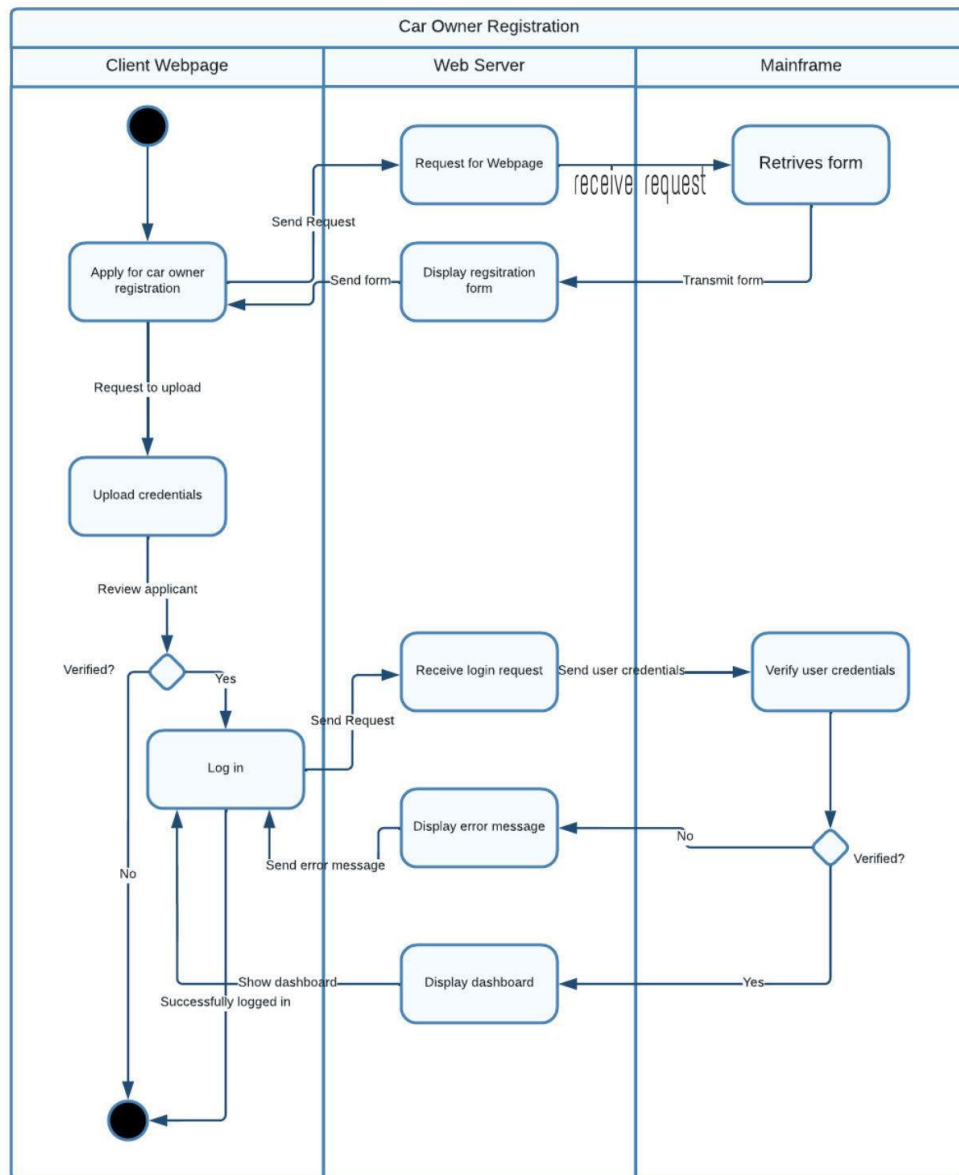 Car Owner Registration
Client Webpage
Web Server
Mainframe
Request for Webpage
receive request
Retrives form
Send Request
Apply for car owner
registration
Send form
Display regsitration
form
Transmit form
Request to upload
Upload credentials
Review applicant
Verified?
Yes
Receive login request
Send user credentials
Verify user credentials
Send Request
Log in
Display error message
No
Verified?
Send error message
No
Show dashboard
Display dashboard
Yes
Successfully logged in